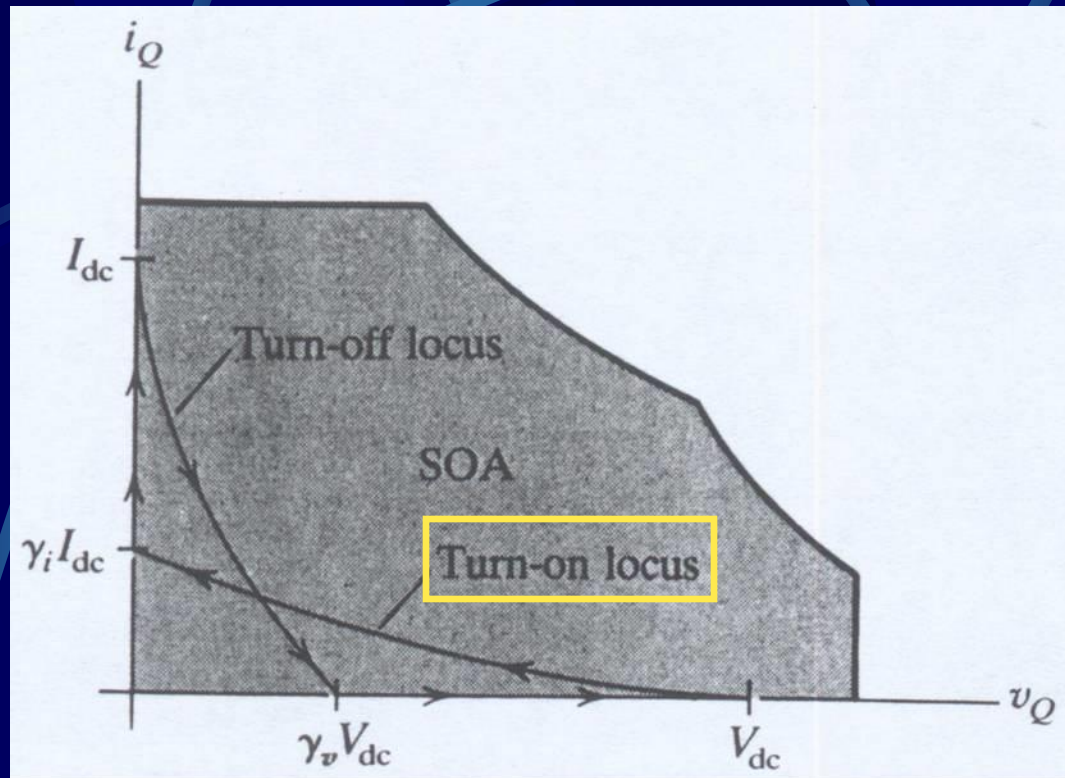 i_Q
I_dc
Turn-off locus
SOA
γ_i I_dc
Turn-on locus
γ_v V_dc
V_dc
v_Q